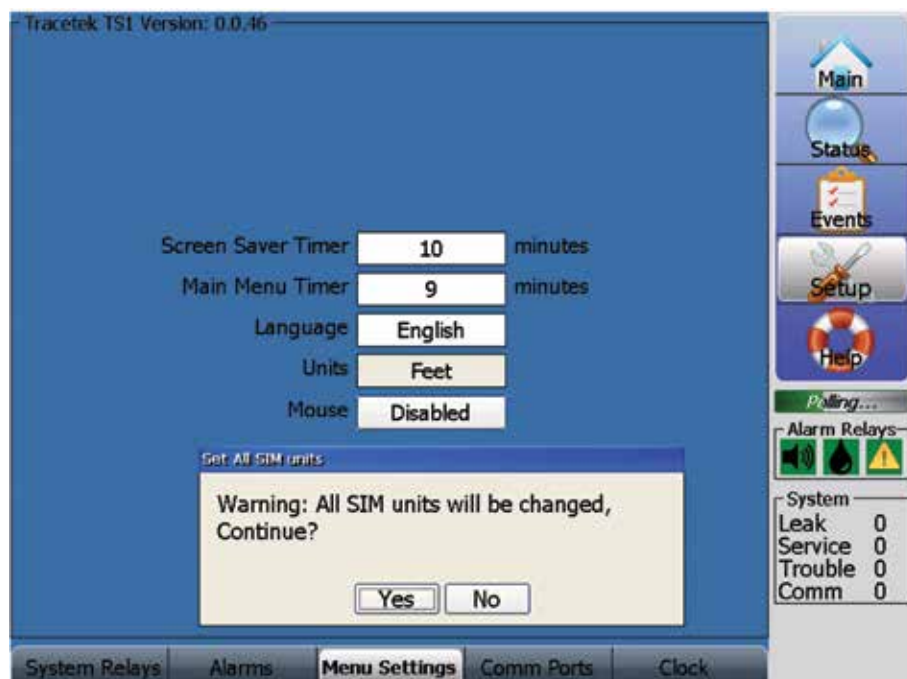 Tracetek TS1 Version: 0.0.46
Screen Saver Timer 10 minutes
Main Menu Timer 9 minutes
Language English
Units Feet
Mouse Disabled
Set All SIM units
Warning: All SIM units will be changed,
Continue?
Yes No
System Relays Alarms Menu Settings Comm Ports Clock
Main
Status
Events
Setup
Help
Polling...
Alarm Relays
System
Leak 0
Service 0
Trouble 0
Comm 0